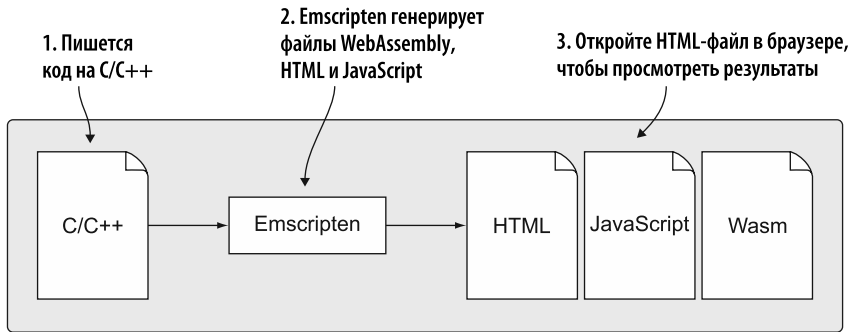 1. Пишется
код на C/C++
2. Emscripten генерирует
файлы WebAssembly,
HTML и JavaScript
3. Откройте HTML-файл в браузере,
чтобы просмотреть результаты
C/C++
Emscripten
HTML
JavaScript
Wasm